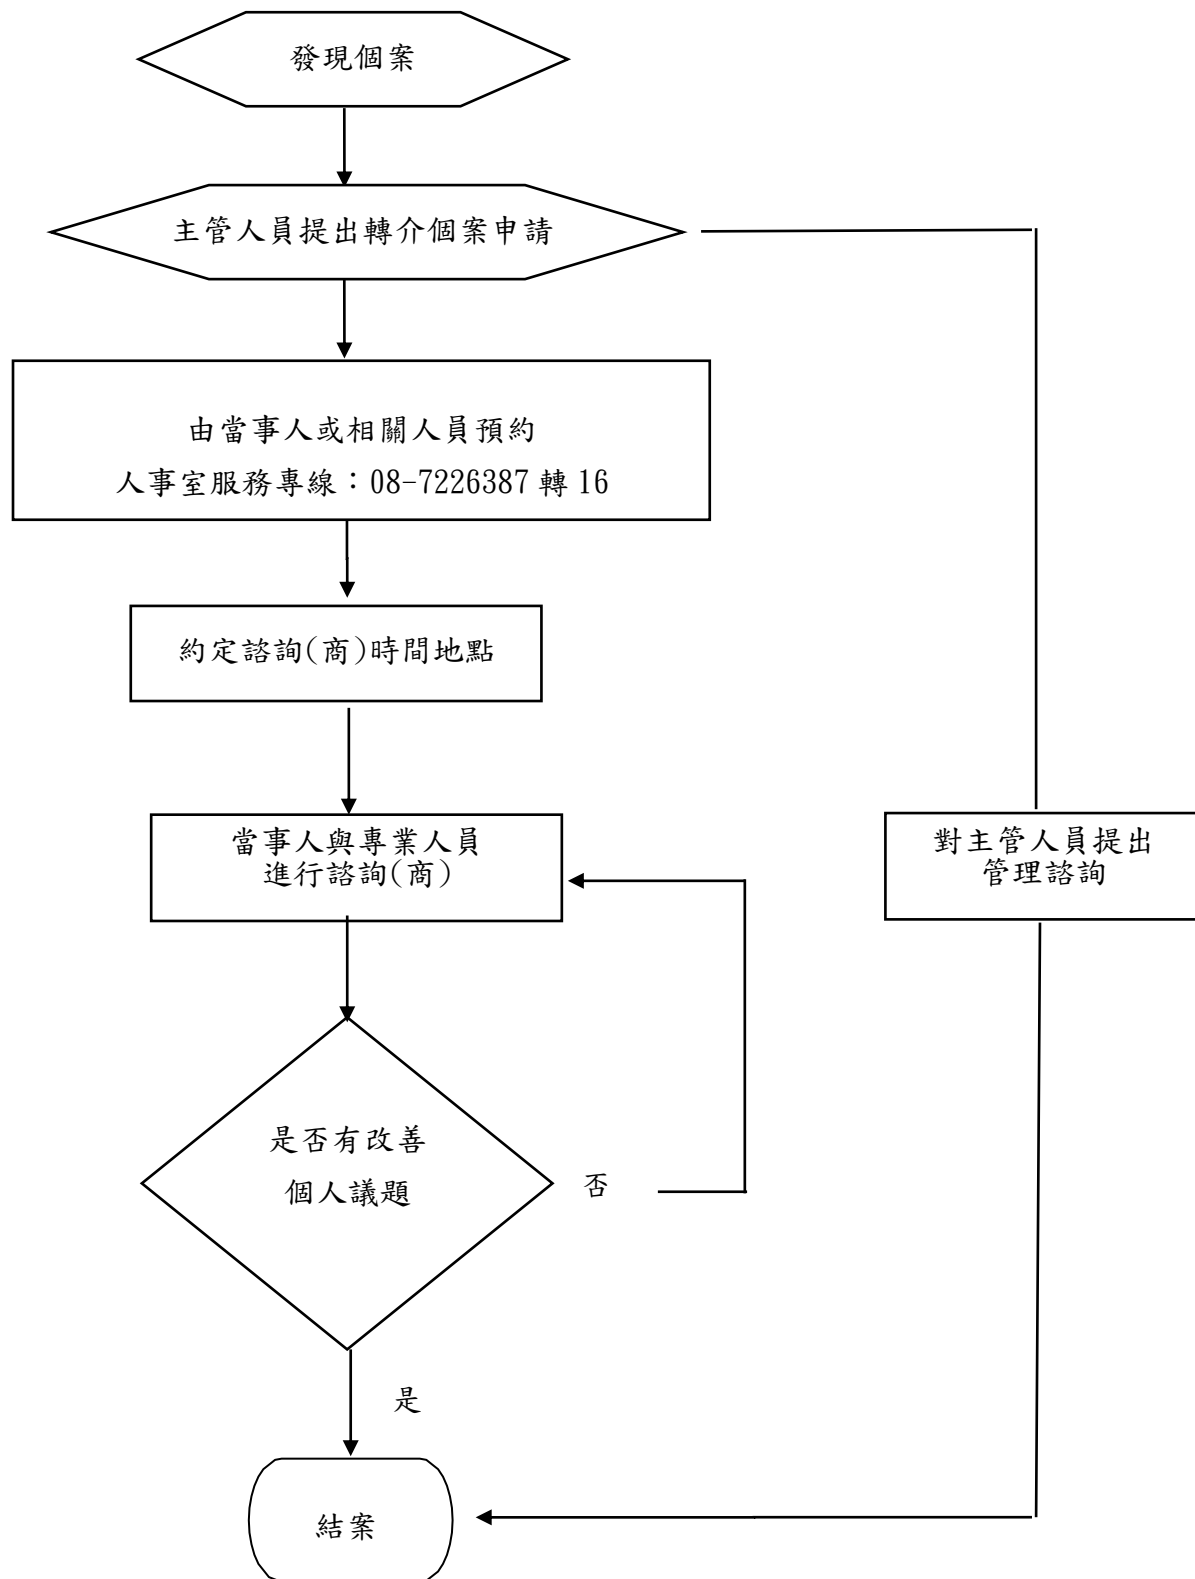 發現個案
主管人員提出轉介個案申請
由當事人或相關人員預約
人事室服務專線：08-7226387 轉 16
約定諮詢(商)時間地點
當事人與專業人員
進行諮詢(商)
對主管人員提出
管理諮詢
是否有改善
個人議題
否
是
結案